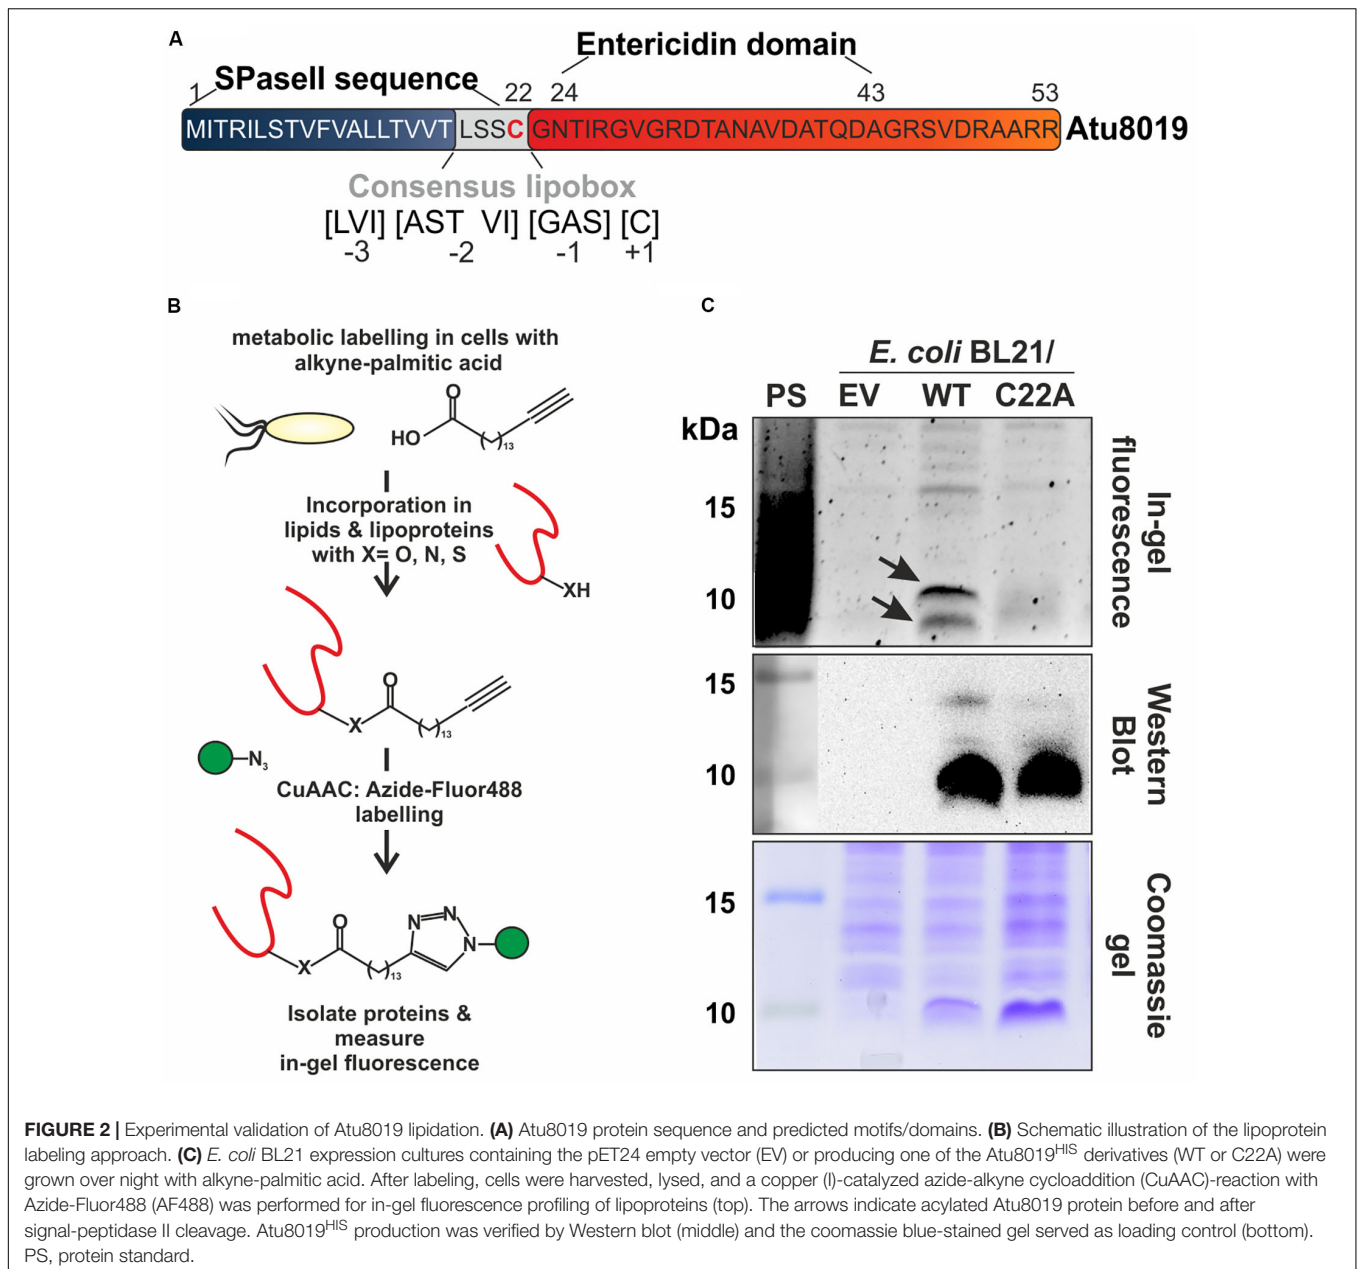 A
Entericidin domain
SPaseII sequence
1 22 24 43 53
MITRILSTVFVALLTVVTLSSCGNTIRGVGRDTANAVDATQDAGRSVDRAARR Atu8019
Consensus lipobox
[LVI] [AST VI] [GAS] [C]
-3 -2 -1 +1
B
metabolic labelling in cells with
alkyne-palmitic acid
O
HO
13
Incorporation in
lipids & lipoproteins
with X= O, N, S
XH
O
X
13
N3
CuAAC: Azide-Fluor488
labelling
O
N N
N
X
13
Isolate proteins &
measure
in-gel fluorescence
C
E. coli BL21/
PS EV WT C22A
kDa
15
10
In-gel
fluorescence
15
10
Western
Blot
15
10
Coomassie
gel
FIGURE 2 | Experimental validation of Atu8019 lipidation. (A) Atu8019 protein sequence and predicted motifs/domains. (B) Schematic illustration of the lipoprotein
labeling approach. (C) E. coli BL21 expression cultures containing the pET24 empty vector (EV) or producing one of the Atu8019HIS derivatives (WT or C22A) were
grown over night with alkyne-palmitic acid. After labeling, cells were harvested, lysed, and a copper (I)-catalyzed azide-alkyne cycloaddition (CuAAC)-reaction with
Azide-Fluor488 (AF488) was performed for in-gel fluorescence profiling of lipoproteins (top). The arrows indicate acylated Atu8019 protein before and after
signal-peptidase II cleavage. Atu8019HIS production was verified by Western blot (middle) and the coomassie blue-stained gel served as loading control (bottom).
PS, protein standard.